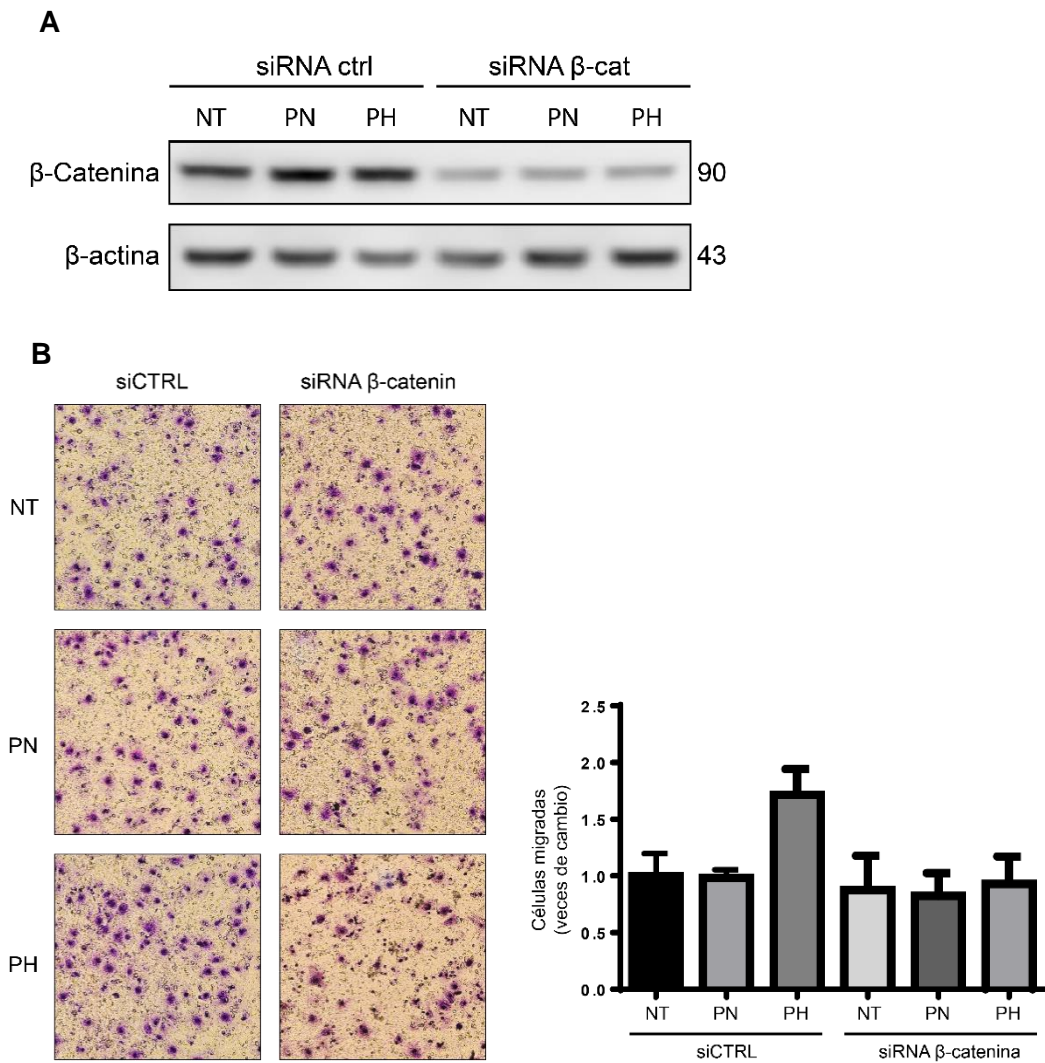 A
siRNA ctrl siRNA β-cat
NT PN PH NT PN PH
β-Catenina 90
β-actina 43
B
siCTRL siRNA β-catenin
NT
PN
PH
Células migradas
(veces de cambio)
2.5
2.0
1.5
1.0
0.5
0.0
NT PN PH NT PN PH
siCTRL siRNA β-catenina